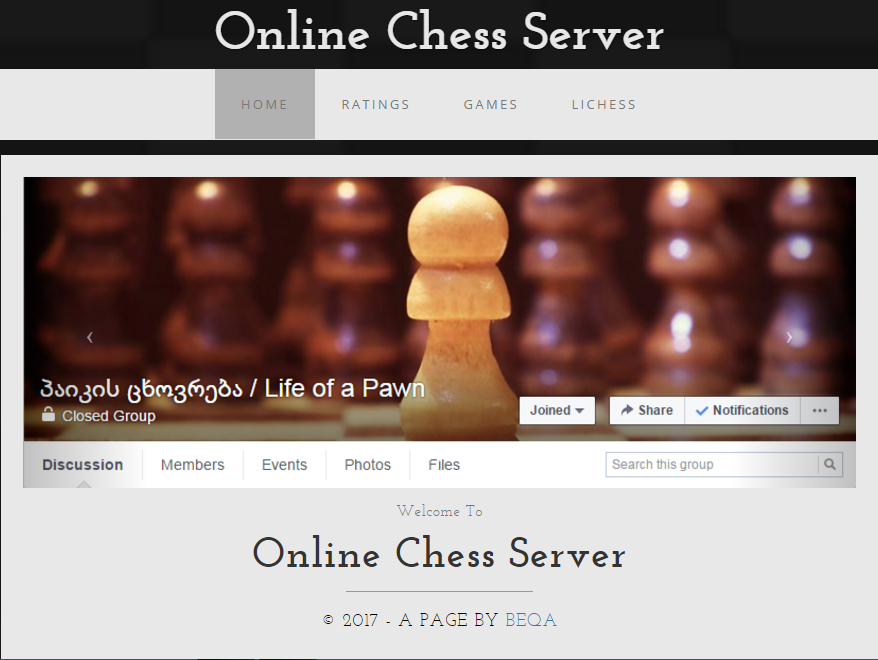 Online Chess Server
HOME RATINGS GAMES LICHESS
პაიკის ცხოვრება / Life of a Pawn
Closed Group
Joined Share Notifications
Discussion Members Events Photos Files Search this group
Welcome To
Online Chess Server
© 2017 - A PAGE BY BEQA